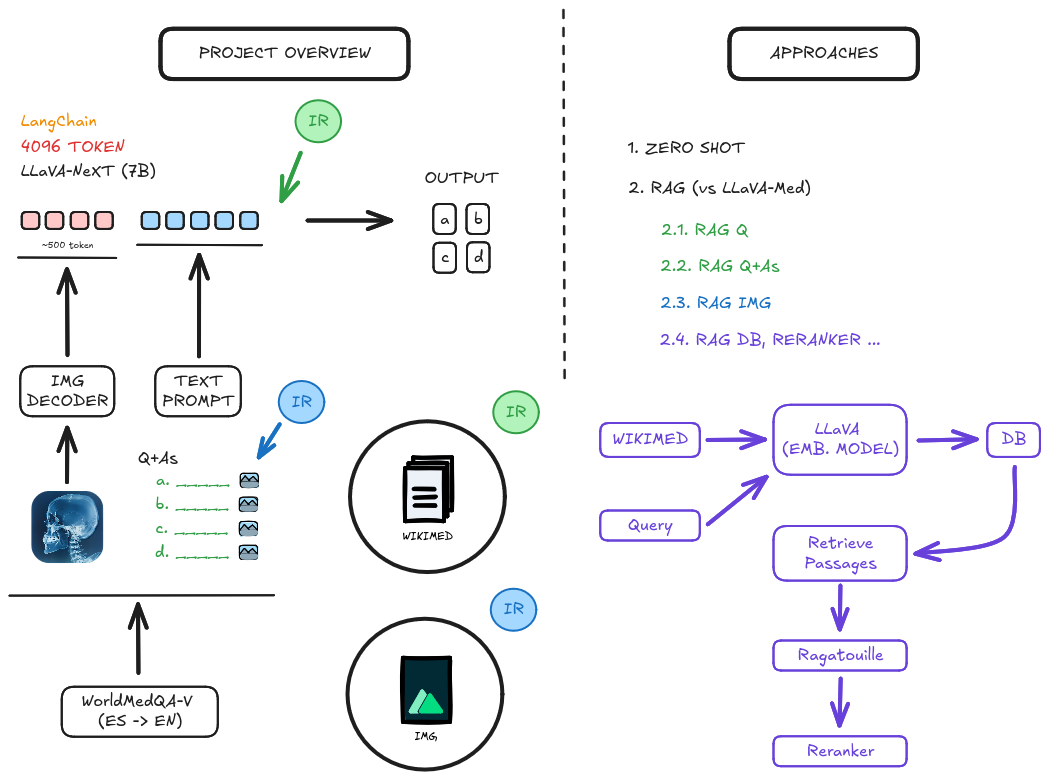 PROJECT OVERVIEW
LangChain
4096 TOKEN
LLaVA-NeXT (7B)
IR
~500 token
OUTPUT
a
b
c
d
IMG
DECODER
TEXT
PROMPT
IR
Q+As
a.
b.
c.
d.
WorldMedQA-V
(ES -> EN)
IR
WIKIMED
IR
IMG
APPROACHES
1. ZERO SHOT
2. RAG (vs LLaVA-Med)
2.1. RAG Q
2.2. RAG Q+As
2.3. RAG IMG
2.4. RAG DB, RERANKER ...
WIKIMED
LLaVA
(EMB. MODEL)
DB
Query
Retrieve
Passages
Ragatouille
Reranker